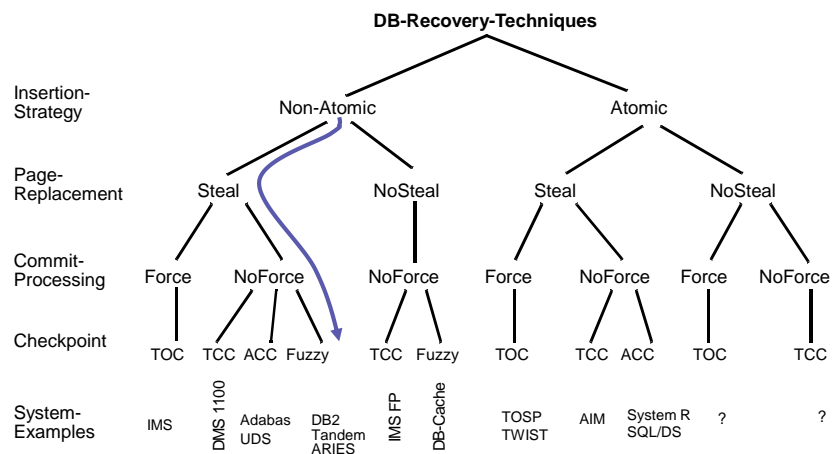 DB-Recovery-Techniques
Insertion-
Strategy
Non-Atomic
Atomic
Page-
Replacement
Steal
NoSteal
Steal
NoSteal
Commit-
Processing
Force
NoForce
NoForce
Force
NoForce
Force
NoForce
Checkpoint
TOC
TCC
ACC
Fuzzy
TCC
Fuzzy
TOC
TCC
ACC
TOC
TCC
System-
Examples
IMS
DMS 1100
Adabas
UDS
DB2
Tandem
ARIES
IMS FP
DB-Cache
TOSP
TWIST
AIM
System R
SQL/DS
?
?